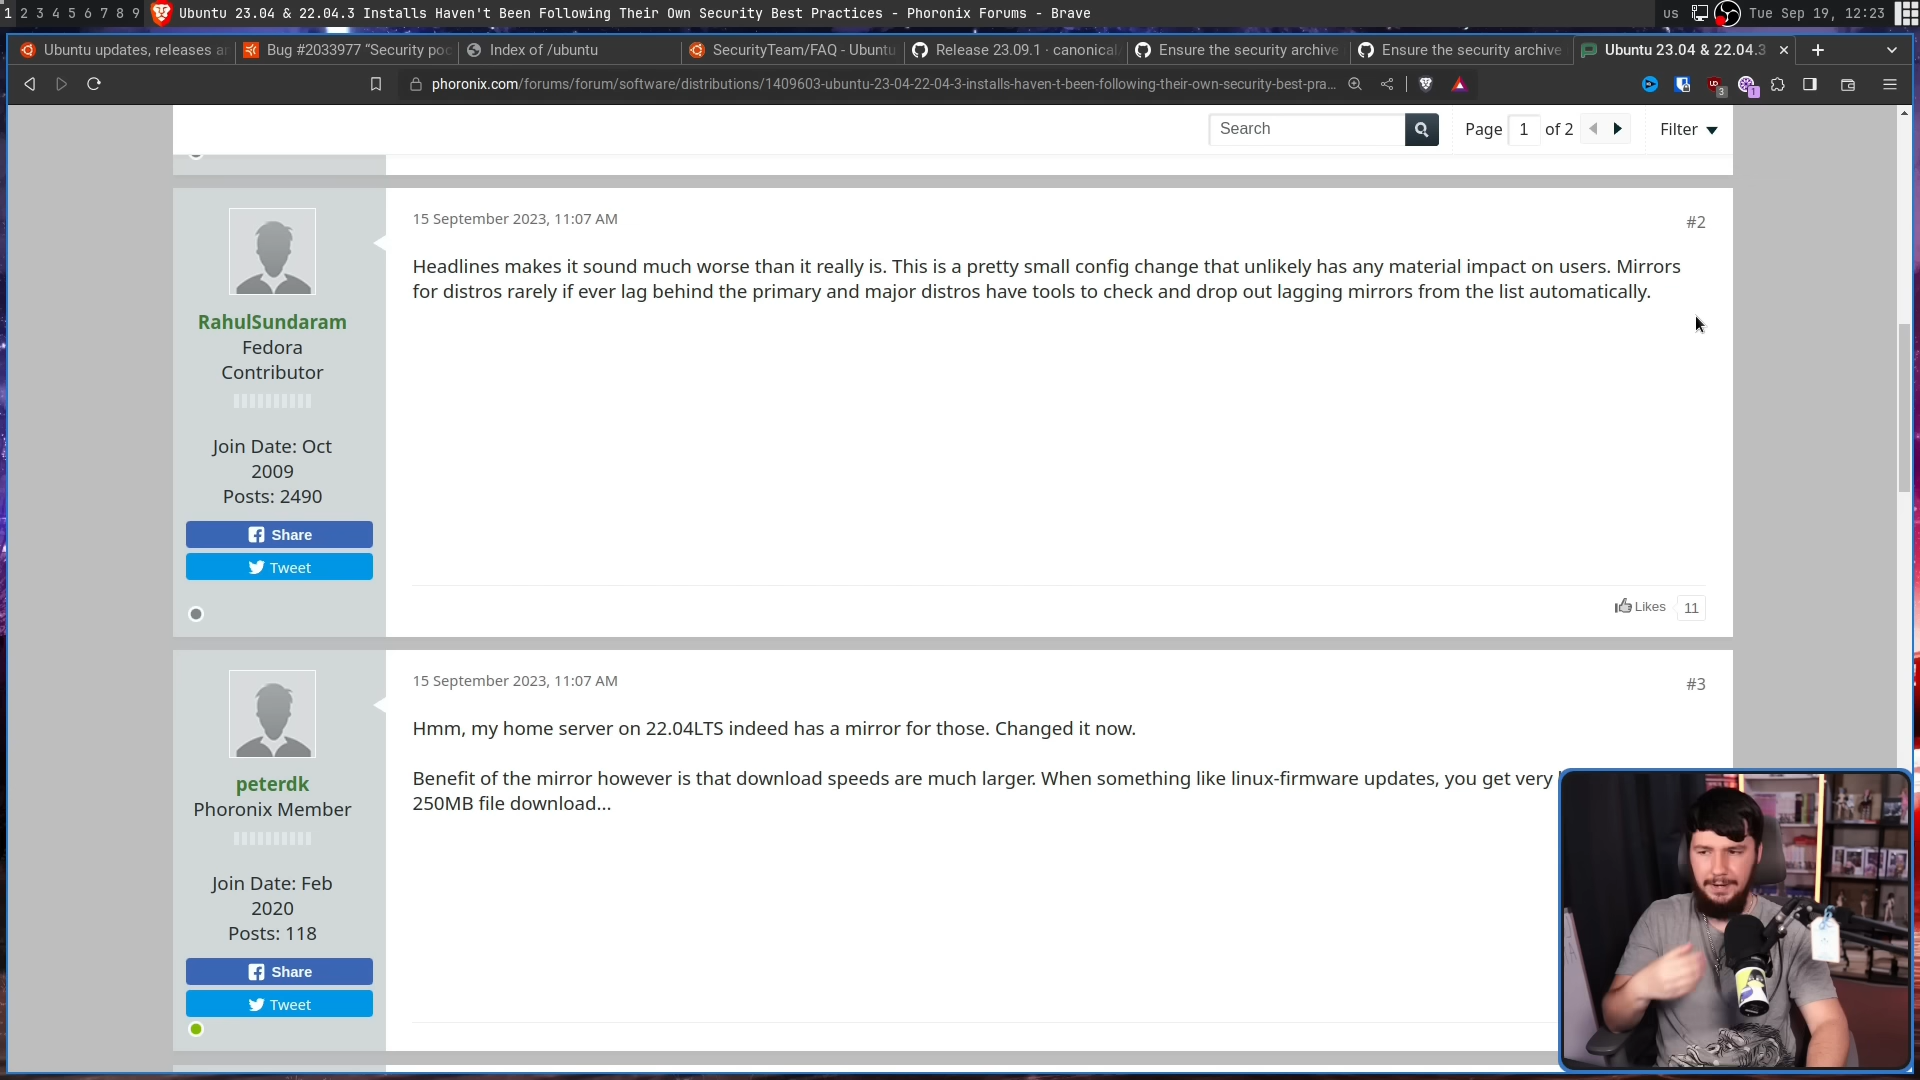 1 2 3 4 5 6 7 8 9 Ubuntu 23.04 & 22.04.3 Installs Haven't Been Following Their Own Security Best Practices - Phoronix Forums - Brave us Tue Sep 19, 12:23
Ubuntu updates, releases an Bug #2033977 “Security poc Index of /ubuntu SecurityTeam/FAQ - Ubuntu Release 23.09.1 · canonical Ensure the security archive Ensure the security archive Ubuntu 23.04 & 22.04.3
phoronix.com/forums/forum/software/distributions/1409603-ubuntu-23-04-22-04-3-installs-haven-t-been-following-their-own-security-best-pra... 3 1
Search Page 1 of 2 Filter
15 September 2023, 11:07 AM #2
Headlines makes it sound much worse than it really is. This is a pretty small config change that unlikely has any material impact on users. Mirrors
for distros rarely if ever lag behind the primary and major distros have tools to check and drop out lagging mirrors from the list automatically.
RahulSundaram
Fedora
Contributor
Join Date: Oct
2009
Posts: 2490
Share
Tweet
Likes 11
15 September 2023, 11:07 AM #3
Hmm, my home server on 22.04LTS indeed has a mirror for those. Changed it now.
Benefit of the mirror however is that download speeds are much larger. When something like linux-firmware updates, you get very
250MB file download...
peterdk
Phoronix Member
Join Date: Feb
2020
Posts: 118
Share
Tweet